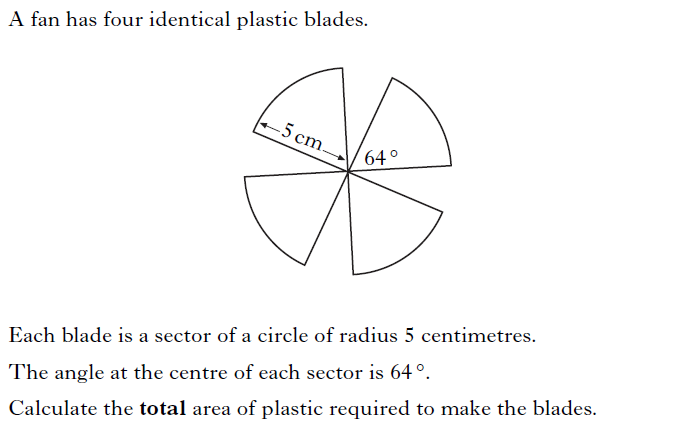 A fan has four identical plastic blades.
5 cm
64°
Each blade is a sector of a circle of radius 5 centimetres.
The angle at the centre of each sector is 64°.
Calculate the total area of plastic required to make the blades.